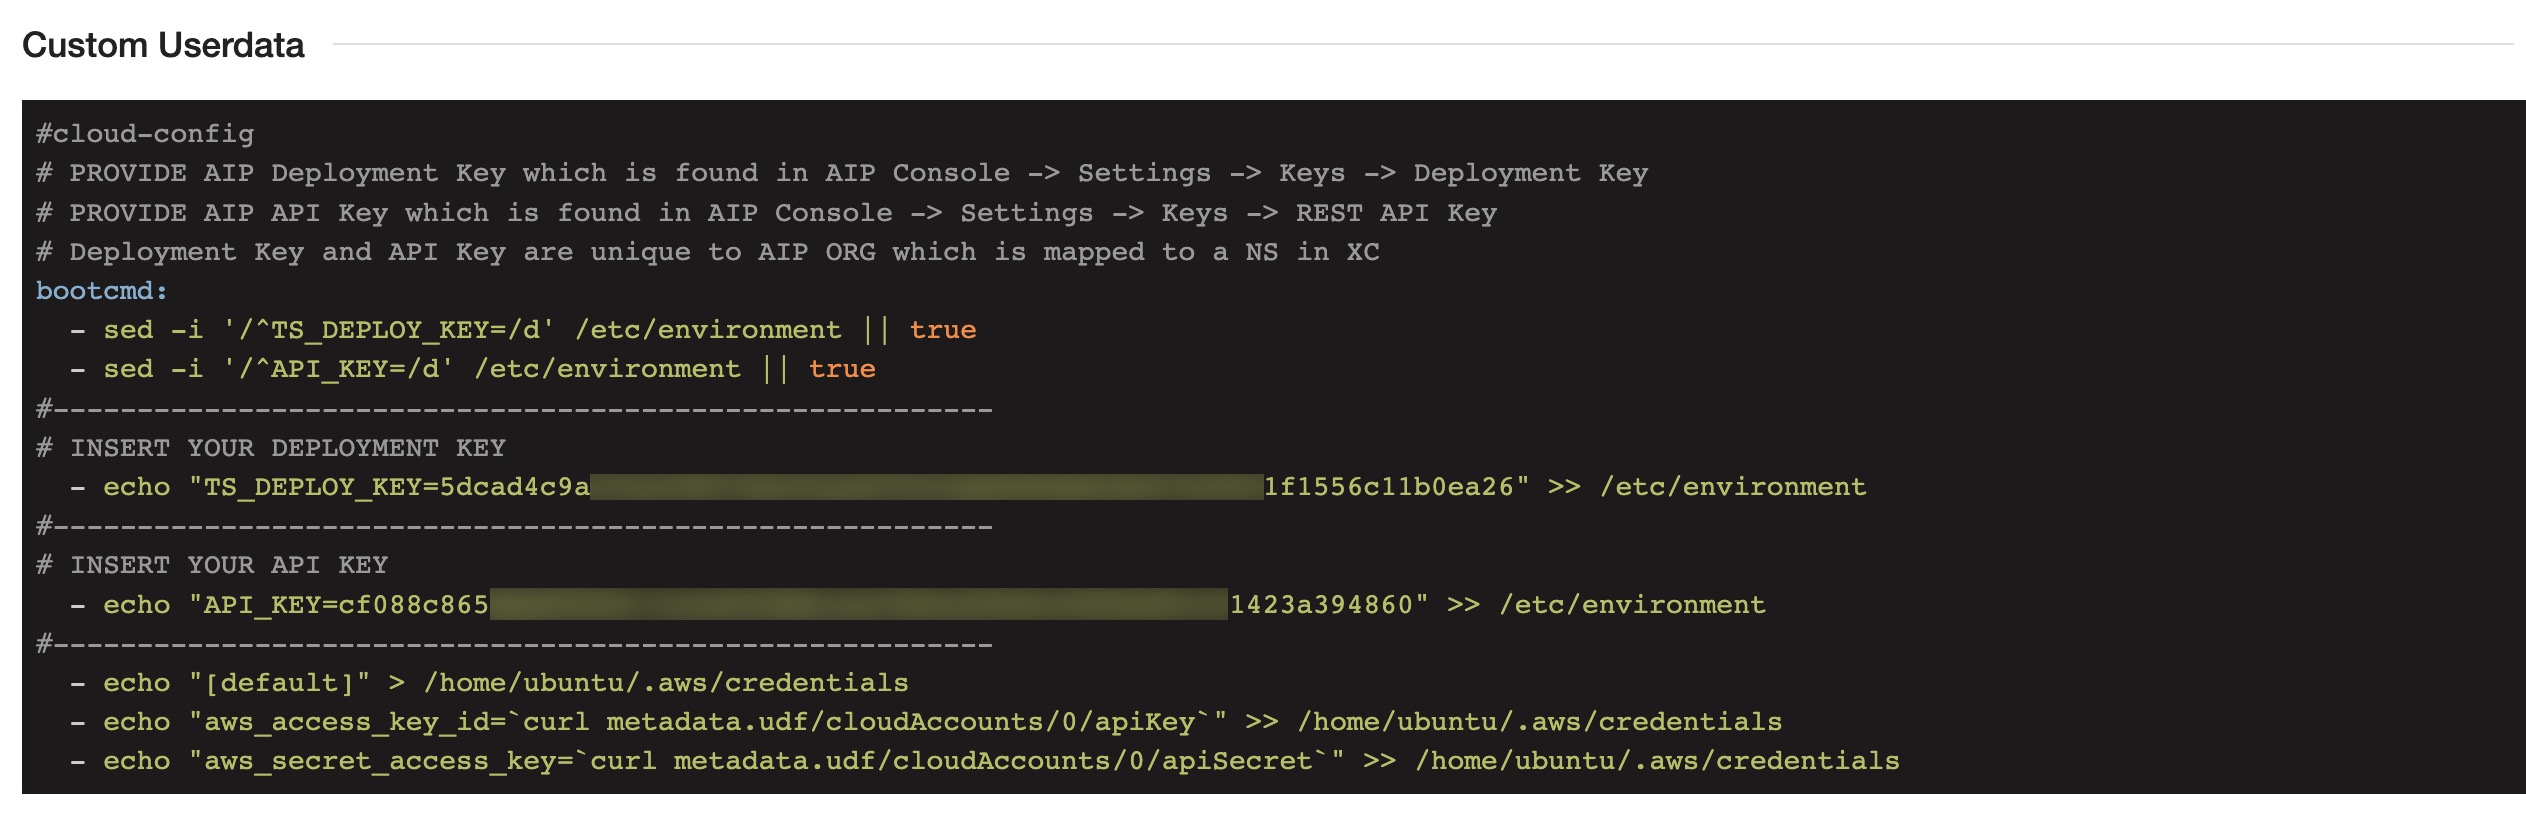 Custom Userdata
#cloud-config
# PROVIDE AIP Deployment Key which is found in AIP Console -> Settings -> Keys -> Deployment Key
# PROVIDE AIP API Key which is found in AIP Console -> Settings -> Keys -> REST API Key
# Deployment Key and API Key are unique to AIP ORG which is mapped to a NS in XC
bootcmd:
  - sed -i '/^TS_DEPLOY_KEY=/d' /etc/environment || true
  - sed -i '/^API_KEY=/d' /etc/environment || true
#--------------------------------------------------------
# INSERT YOUR DEPLOYMENT KEY
  - echo "TS_DEPLOY_KEY=5dcad4c9a 1f1556c11b0ea26" >> /etc/environment
#--------------------------------------------------------
# INSERT YOUR API KEY
  - echo "API_KEY=cf088c865 1423a394860" >> /etc/environment
#--------------------------------------------------------
  - echo "[default]" > /home/ubuntu/.aws/credentials
  - echo "aws_access_key_id=`curl metadata.udf/cloudAccounts/0/apiKey`" >> /home/ubuntu/.aws/credentials
  - echo "aws_secret_access_key=`curl metadata.udf/cloudAccounts/0/apiSecret`" >> /home/ubuntu/.aws/credentials